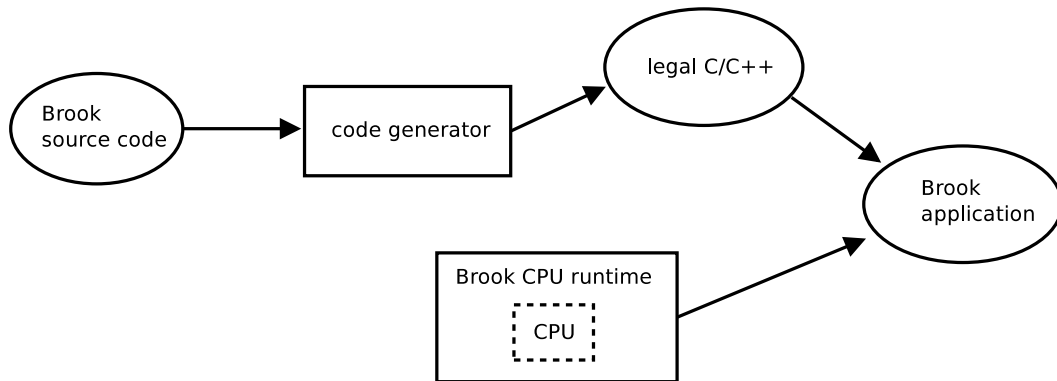 Brook
source code
code generator
legal C/C++
Brook
application
Brook CPU runtime
CPU